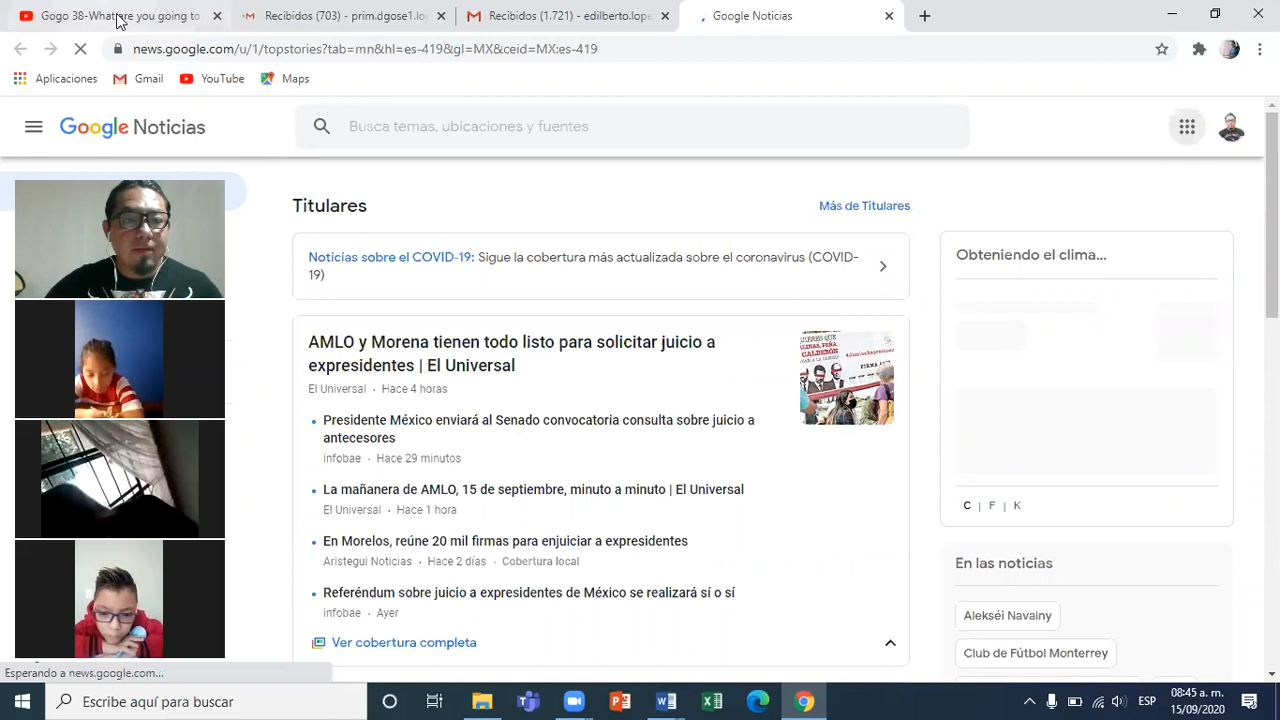 Gogo 38-What are you going to
Recibidos (703) - prim.dgose1.lo
Recibidos (1.721) - edilberto.lope
Google Noticias
news.google.com/u/1/topstories?tab=mn&hl=es-419&gl=MX&ceid=MX:es-419
Aplicaciones
Gmail
YouTube
Maps
Google Noticias
Busca temas, ubicaciones y fuentes
Titulares
Más de Titulares
Noticias sobre el COVID-19: Sigue la cobertura más actualizada sobre el coronavirus (COVID-
19)
AMLO y Morena tienen todo listo para solicitar juicio a
expresidentes | El Universal
El Universal • Hace 4 horas
Presidente México enviará al Senado convocatoria consulta sobre juicio a
antecesores
infobae • Hace 29 minutos
La mañanera de AMLO, 15 de septiembre, minuto a minuto | El Universal
El Universal • Hace 1 hora
En Morelos, reúne 20 mil firmas para enjuiciar a expresidentes
Aristegui Noticias • Hace 2 días • Cobertura local
Referéndum sobre juicio a expresidentes de México se realizará sí o sí
infobae • Ayer
Ver cobertura completa
Obteniendo el clima...
C | F | K
En las noticias
Alekséi Navalny
Club de Fútbol Monterrey
Esperando a news.google.com...
Escribe aquí para buscar
ESP
08:45 a. m.
15/09/2020